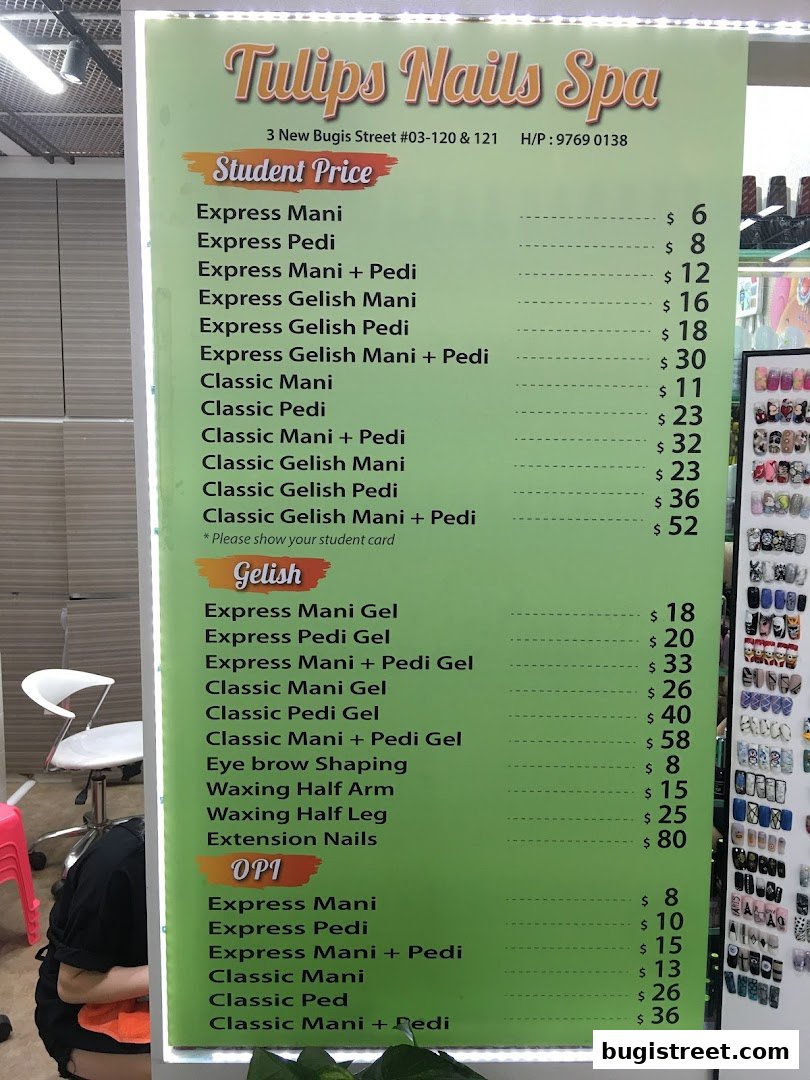 Tulips Nails Spa
3 New Bugis Street #03-120 & 121 H/P : 9769 0138
Student Price
Express Mani $ 6
Express Pedi $ 8
Express Mani + Pedi $ 12
Express Gelish Mani $ 16
Express Gelish Pedi $ 18
Express Gelish Mani + Pedi $ 30
Classic Mani $ 11
Classic Pedi $ 23
Classic Mani + Pedi $ 32
Classic Gelish Mani $ 23
Classic Gelish Pedi $ 36
Classic Gelish Mani + Pedi $ 52
* Please show your student card
Gelish
Express Mani Gel $ 18
Express Pedi Gel $ 20
Express Mani + Pedi Gel $ 33
Classic Mani Gel $ 26
Classic Pedi Gel $ 40
Classic Mani + Pedi Gel $ 58
Eye brow Shaping $ 8
Waxing Half Arm $ 15
Waxing Half Leg $ 25
Extension Nails $ 80
OPI
Express Mani $ 8
Express Pedi $ 10
Express Mani + Pedi $ 15
Classic Mani $ 13
Classic Ped $ 26
Classic Mani + Pedi $ 36
bugistreet.com